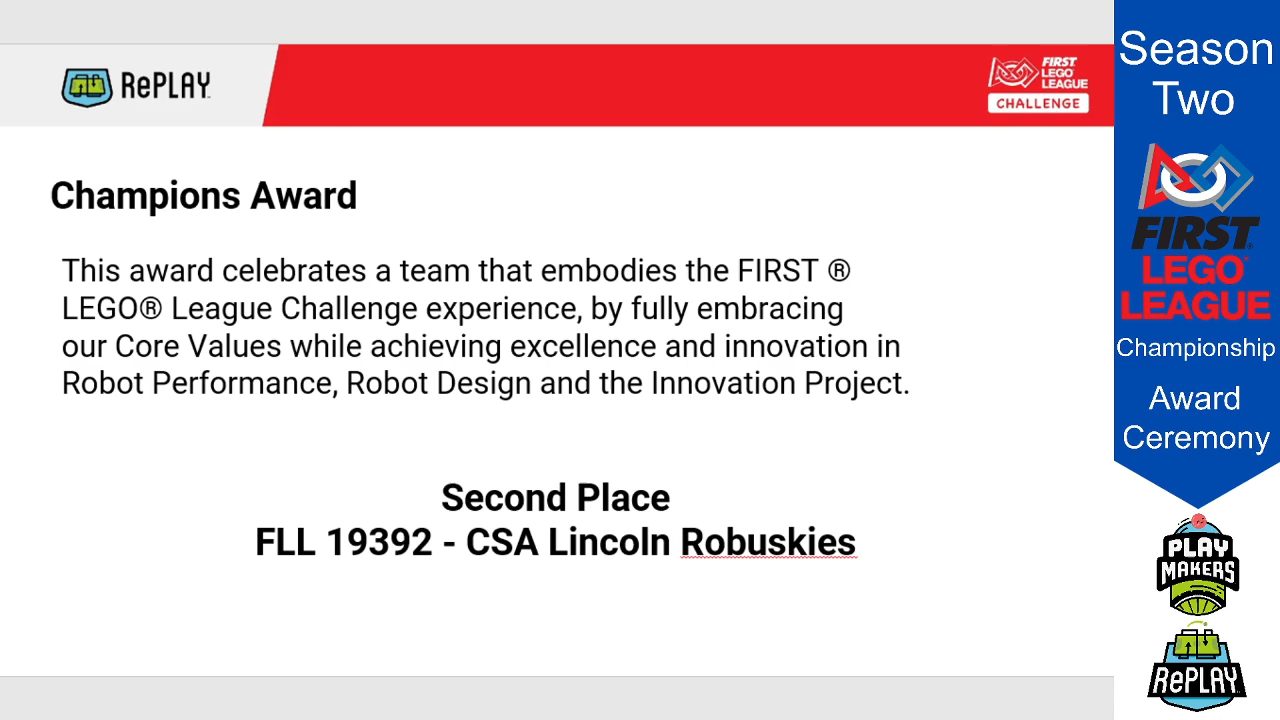 RePLAY
FIRST
LEGO
LEAGUE
CHALLENGE
Champions Award
This award celebrates a team that embodies the FIRST ®
LEGO® League Challenge experience, by fully embracing
our Core Values while achieving excellence and innovation in
Robot Performance, Robot Design and the Innovation Project.
Second Place
FLL 19392 - CSA Lincoln Robuskies
Season
Two
FIRST®
LEGO
LEAGUE
Championship
Award
Ceremony
PLAY
MAKERS
RePLAY